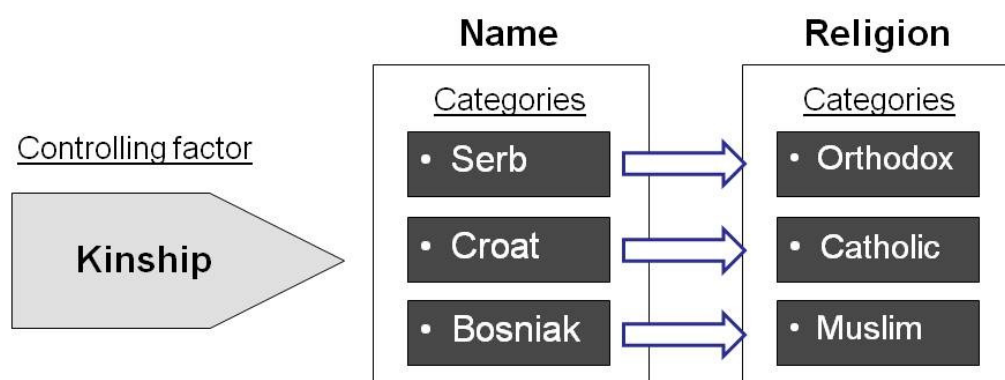 Name
Religion
Controlling factor
Kinship
Categories
• Serb
• Croat
• Bosniak
Categories
• Orthodox
• Catholic
• Muslim